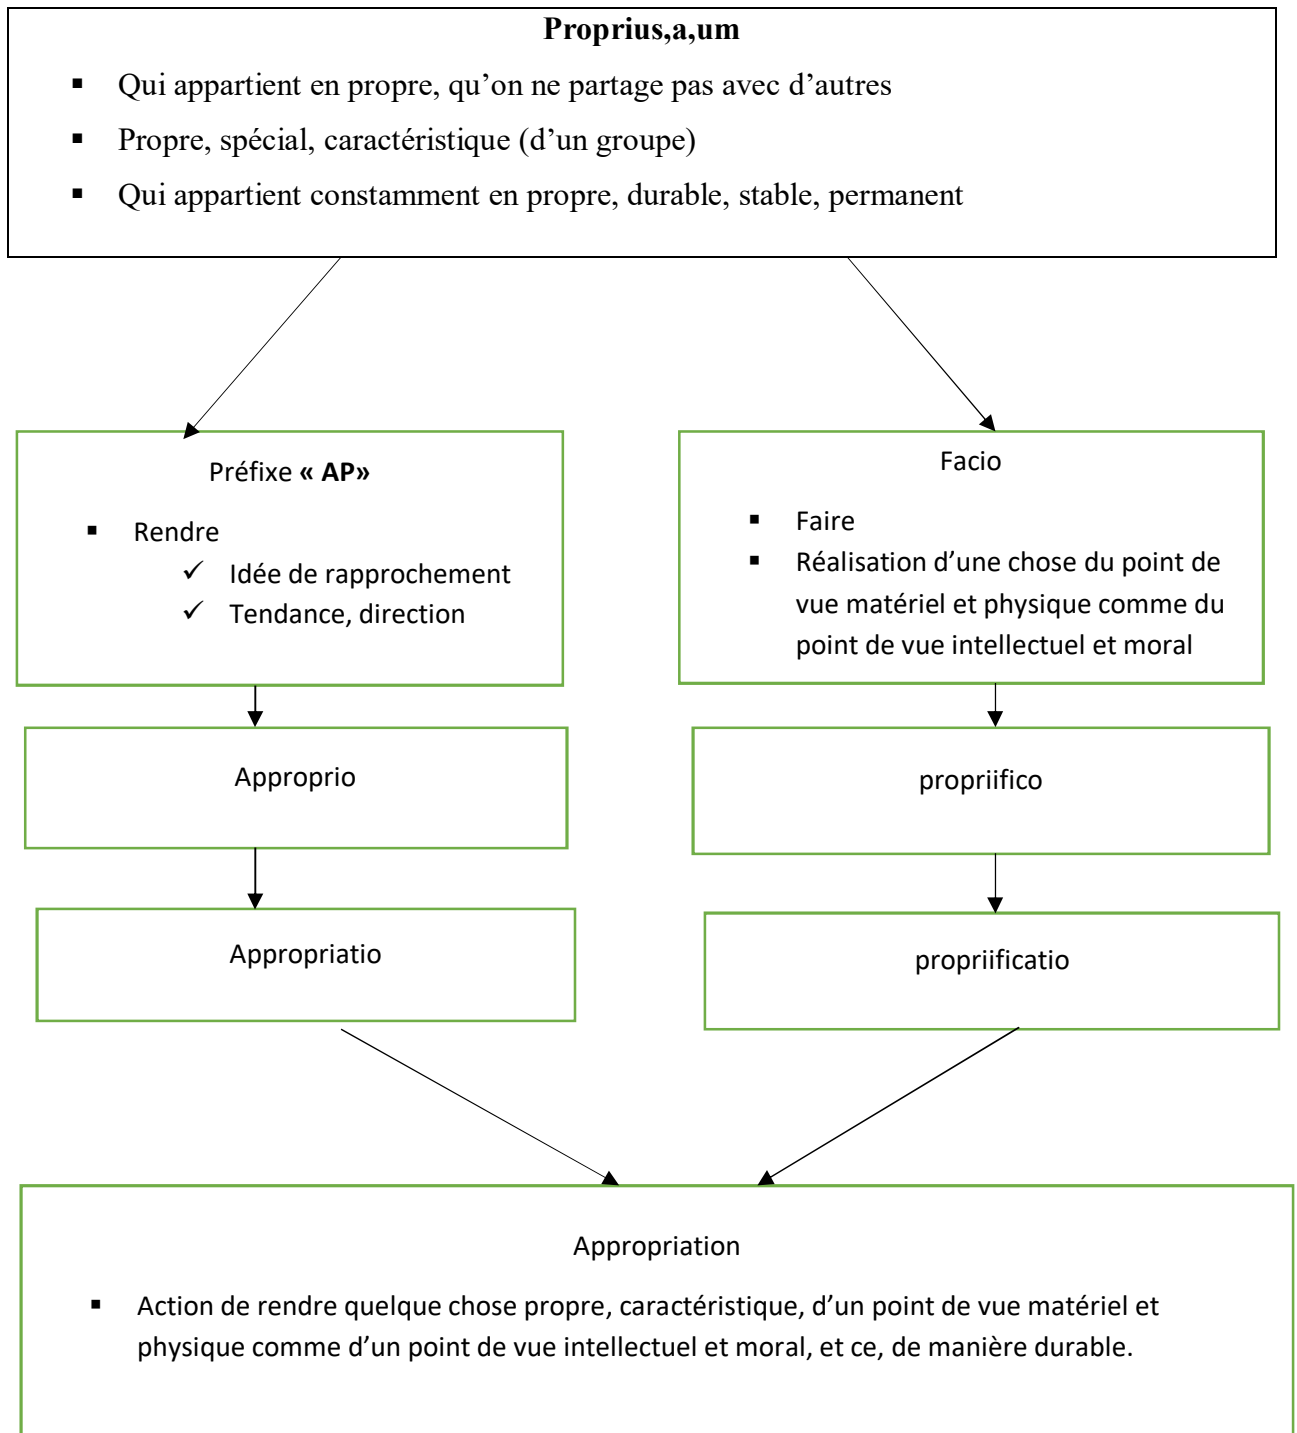 Proprius,a,um
▪ Qui appartient en propre, qu’on ne partage pas avec d’autres
▪ Propre, spécial, caractéristique (d’un groupe)
▪ Qui appartient constamment en propre, durable, stable, permanent
Préfixe « AP»
▪ Rendre
✓ Idée de rapprochement
✓ Tendance, direction
Facio
▪ Faire
▪ Réalisation d’une chose du point de
vue matériel et physique comme du
point de vue intellectuel et moral
Approprio
propriifico
Appropriatio
propriificatio
Appropriation
▪ Action de rendre quelque chose propre, caractéristique, d’un point de vue matériel et
physique comme d’un point de vue intellectuel et moral, et ce, de manière durable.